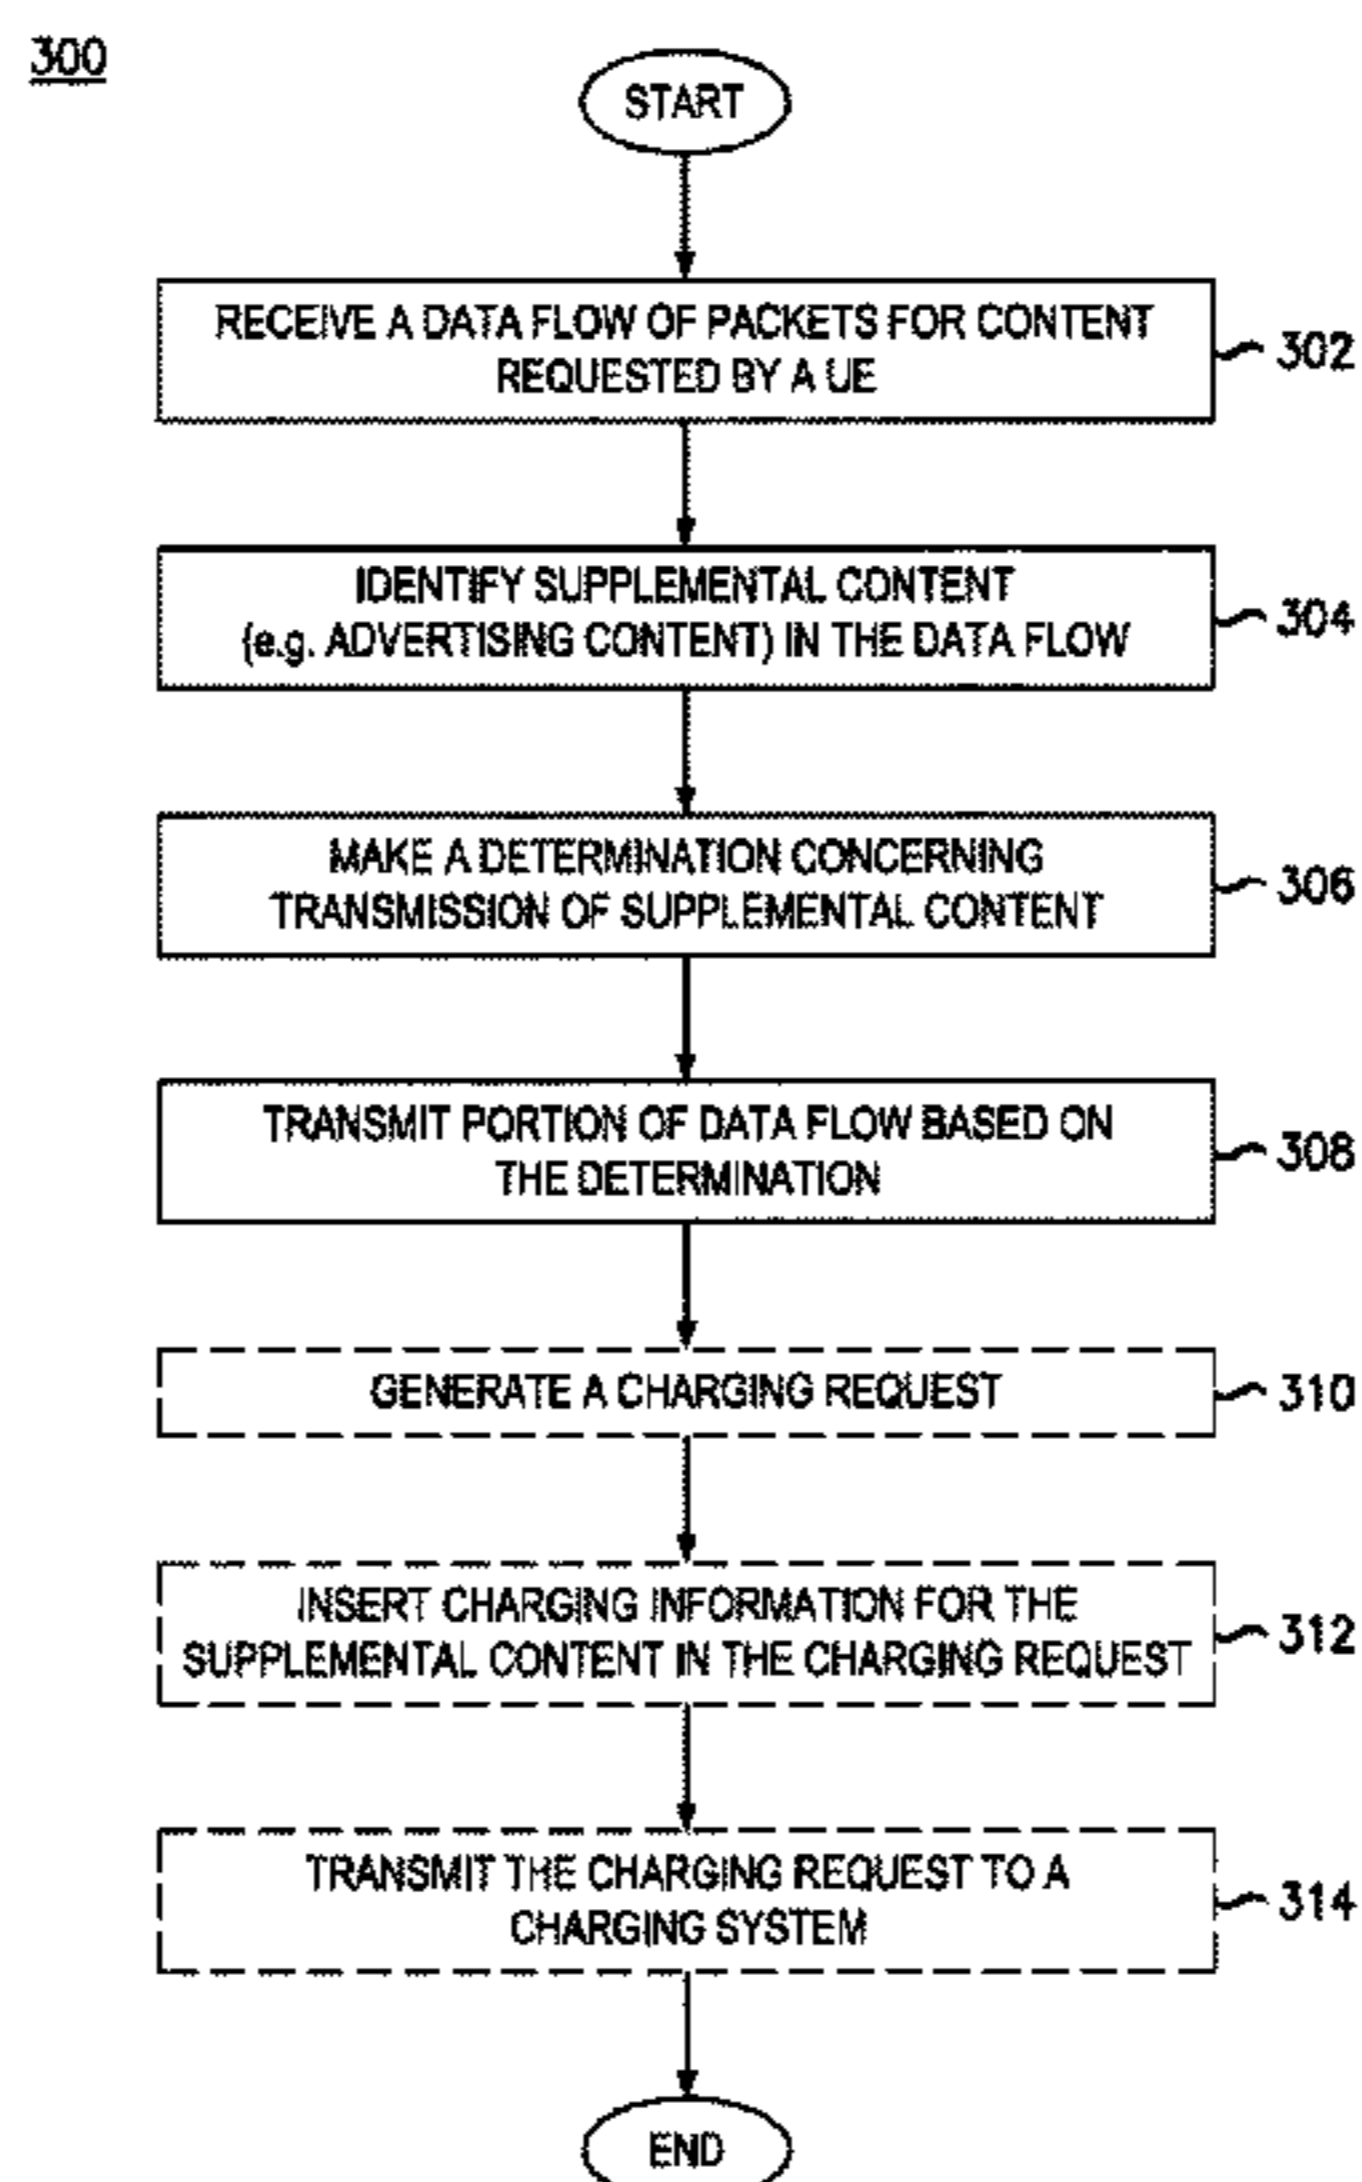 300
START
RECEIVE A DATA FLOW OF PACKETS FOR CONTENT
REQUESTED BY A UE
302
IDENTIFY SUPPLEMENTAL CONTENT
(e.g. ADVERTISING CONTENT) IN THE DATA FLOW
304
MAKE A DETERMINATION CONCERNING
TRANSMISSION OF SUPPLEMENTAL CONTENT
306
TRANSMIT PORTION OF DATA FLOW BASED ON
THE DETERMINATION
308
GENERATE A CHARGING REQUEST
310
INSERT CHARGING INFORMATION FOR THE
SUPPLEMENTAL CONTENT IN THE CHARGING REQUEST
312
TRANSMIT THE CHARGING REQUEST TO A
CHARGING SYSTEM
314
END